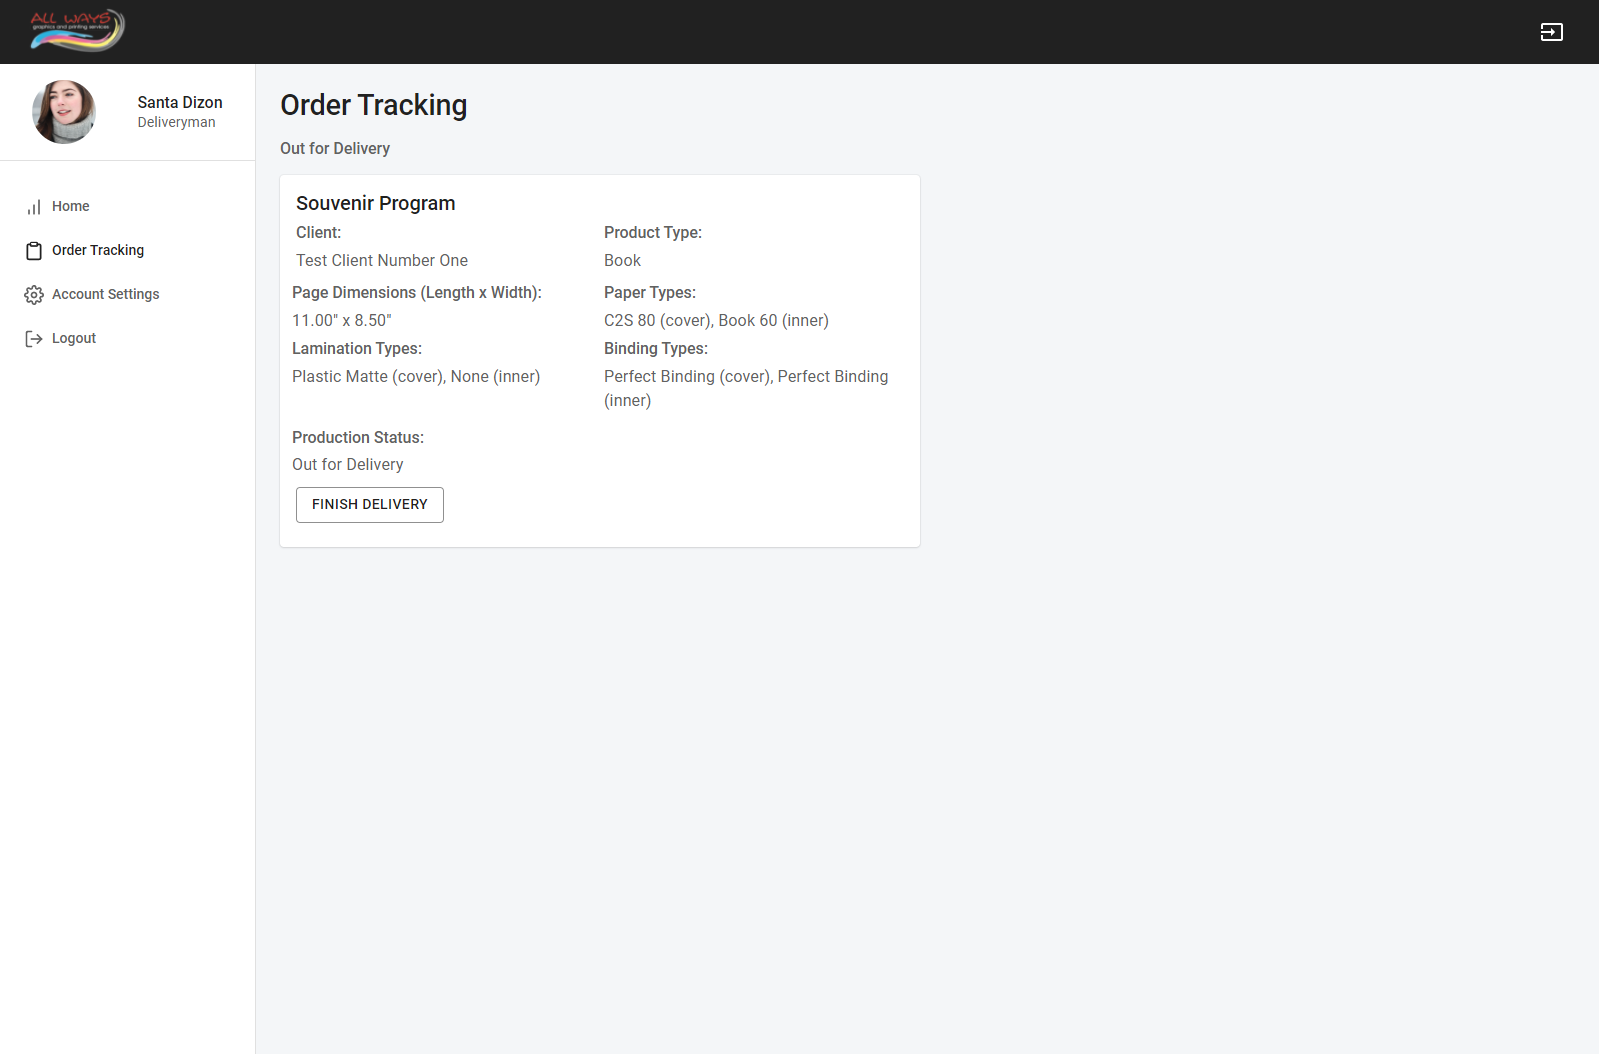 ALL WAYS
graphics and printing services
Santa Dizon
Deliveryman
Home
Order Tracking
Account Settings
Logout
Order Tracking
Out for Delivery
Souvenir Program
Client:
Test Client Number One
Product Type:
Book
Page Dimensions (Length x Width):
11.00" x 8.50"
Paper Types:
C2S 80 (cover), Book 60 (inner)
Lamination Types:
Plastic Matte (cover), None (inner)
Binding Types:
Perfect Binding (cover), Perfect Binding
(inner)
Production Status:
Out for Delivery
FINISH DELIVERY